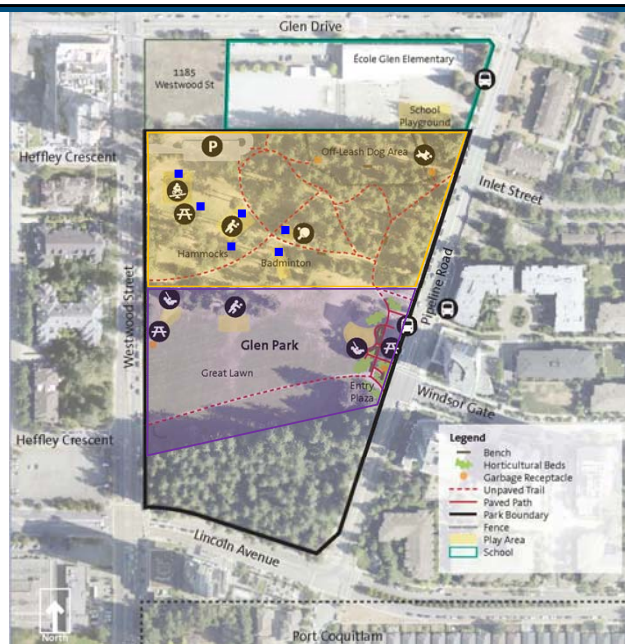 Glen Drive
1185
Westwood St
École Glen Elementary
School
Playground
P
Off-Leash Dog Area
Heffley Crescent
Inlet Street
Hammocks
Badminton
Westwood Street
Pipeline Road
Glen Park
Great Lawn
Entry
Plaza
Windsor Gate
Heffley Crescent
Legend
Bench
Horticultural Beds
Garbage Receptacle
Unpaved Trail
Paved Path
Park Boundary
Fence
Play Area
School
Lincoln Avenue
North
Port Coquitlam